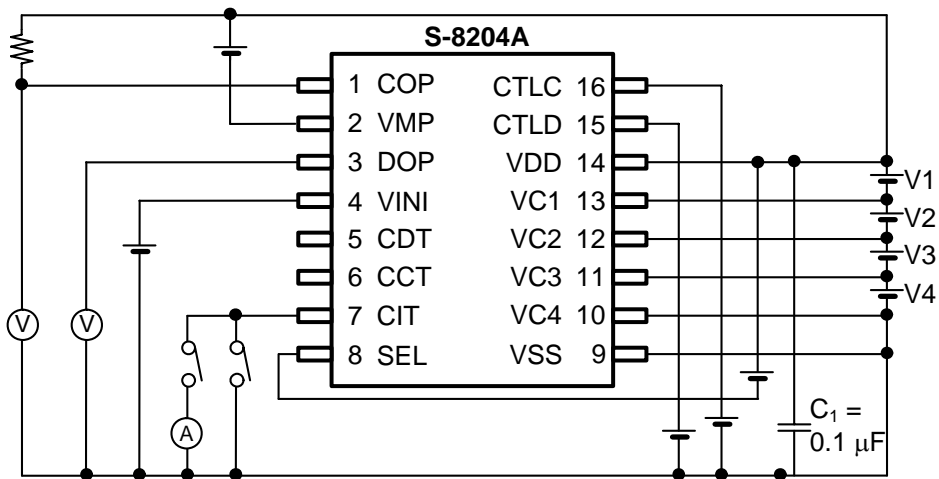 S-8204A
1 COP
2 VMP
3 DOP
4 VINI
5 CDT
6 CCT
7 CIT
8 SEL
CTLC 16
CTLD 15
VDD 14
VC1 13
VC2 12
VC3 11
VC4 10
VSS 9
V1
V2
V3
V4
V
V
A
C₁ =
0.1 μF